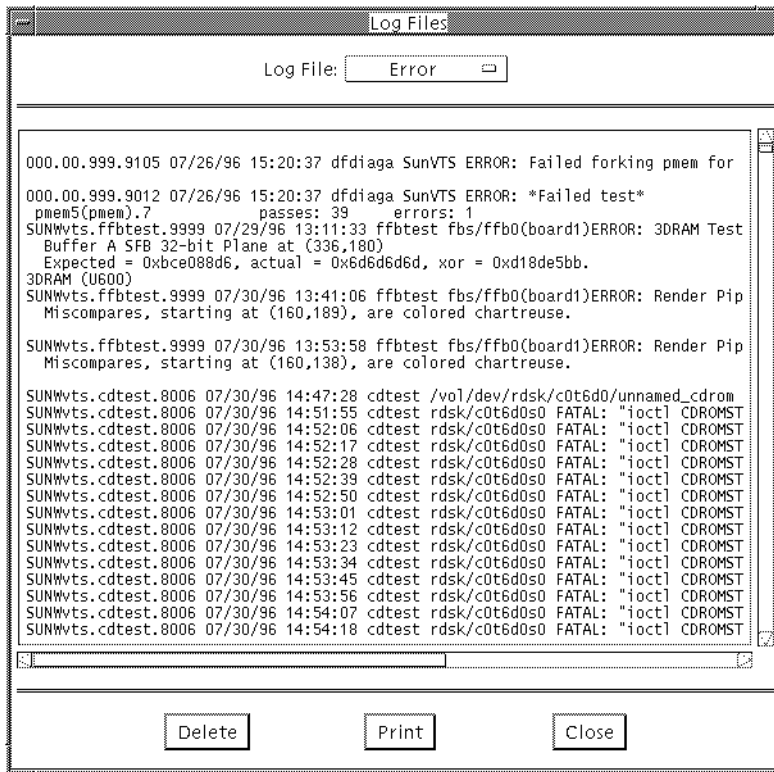 Log Files
Log File: Error
000.00.999.9105 07/26/96 15:20:37 dfdiaga SunVTS ERROR: Failed forking pmem for
000.00.999.9012 07/26/96 15:20:37 dfdiaga SunVTS ERROR: *Failed test*
pmem5(pmem).7 passes: 39 errors: 1
SUNWvts.ffbtest.9999 07/29/96 13:11:33 ffbtest fbs/ffb0(board1)ERROR: 3DRAM Test
Buffer A SFB 32-bit Plane at (336,180)
Expected = 0xbce088d6, actual = 0x6d6d6d6d, xor = 0xd18de5bb.
3DRAM (U600)
SUNWvts.ffbtest.9999 07/30/96 13:41:06 ffbtest fbs/ffb0(board1)ERROR: Render Pip
Miscompares, starting at (160,189), are colored chartreuse.
SUNWvts.ffbtest.9999 07/30/96 13:53:58 ffbtest fbs/ffb0(board1)ERROR: Render Pip
Miscompares, starting at (160,138), are colored chartreuse.
SUNWvts.cdtest.8006 07/30/96 14:47:28 cdtest /vol/dev/rdsk/c0t6d0/unnamed_cdrom
SUNWvts.cdtest.8006 07/30/96 14:51:55 cdtest rdsk/c0t6d0s0 FATAL: "ioctl CDROMST
SUNWvts.cdtest.8006 07/30/96 14:52:06 cdtest rdsk/c0t6d0s0 FATAL: "ioctl CDROMST
SUNWvts.cdtest.8006 07/30/96 14:52:17 cdtest rdsk/c0t6d0s0 FATAL: "ioctl CDROMST
SUNWvts.cdtest.8006 07/30/96 14:52:28 cdtest rdsk/c0t6d0s0 FATAL: "ioctl CDROMST
SUNWvts.cdtest.8006 07/30/96 14:52:39 cdtest rdsk/c0t6d0s0 FATAL: "ioctl CDROMST
SUNWvts.cdtest.8006 07/30/96 14:52:50 cdtest rdsk/c0t6d0s0 FATAL: "ioctl CDROMST
SUNWvts.cdtest.8006 07/30/96 14:53:01 cdtest rdsk/c0t6d0s0 FATAL: "ioctl CDROMST
SUNWvts.cdtest.8006 07/30/96 14:53:12 cdtest rdsk/c0t6d0s0 FATAL: "ioctl CDROMST
SUNWvts.cdtest.8006 07/30/96 14:53:23 cdtest rdsk/c0t6d0s0 FATAL: "ioctl CDROMST
SUNWvts.cdtest.8006 07/30/96 14:53:34 cdtest rdsk/c0t6d0s0 FATAL: "ioctl CDROMST
SUNWvts.cdtest.8006 07/30/96 14:53:45 cdtest rdsk/c0t6d0s0 FATAL: "ioctl CDROMST
SUNWvts.cdtest.8006 07/30/96 14:53:56 cdtest rdsk/c0t6d0s0 FATAL: "ioctl CDROMST
SUNWvts.cdtest.8006 07/30/96 14:54:07 cdtest rdsk/c0t6d0s0 FATAL: "ioctl CDROMST
SUNWvts.cdtest.8006 07/30/96 14:54:18 cdtest rdsk/c0t6d0s0 FATAL: "ioctl CDROMST
Delete Print Close